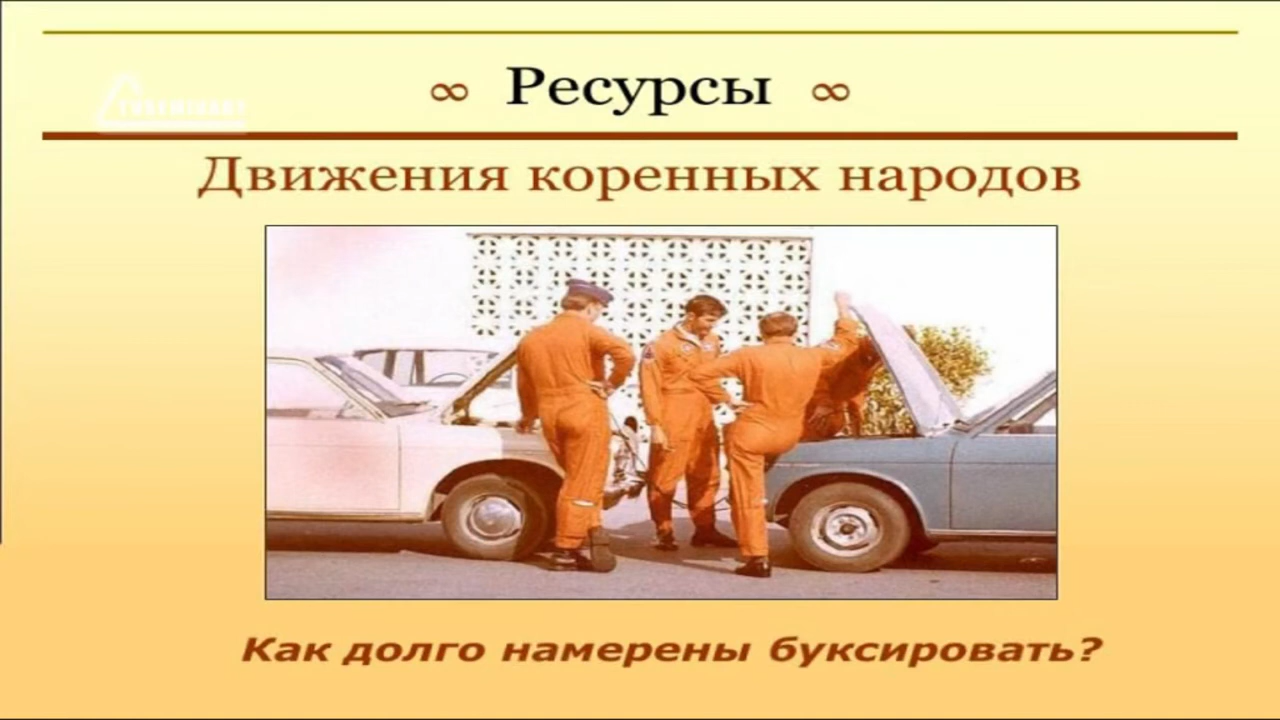 ∞ Ресурсы ∞
Движения коренных народов
Как долго намерены буксировать?